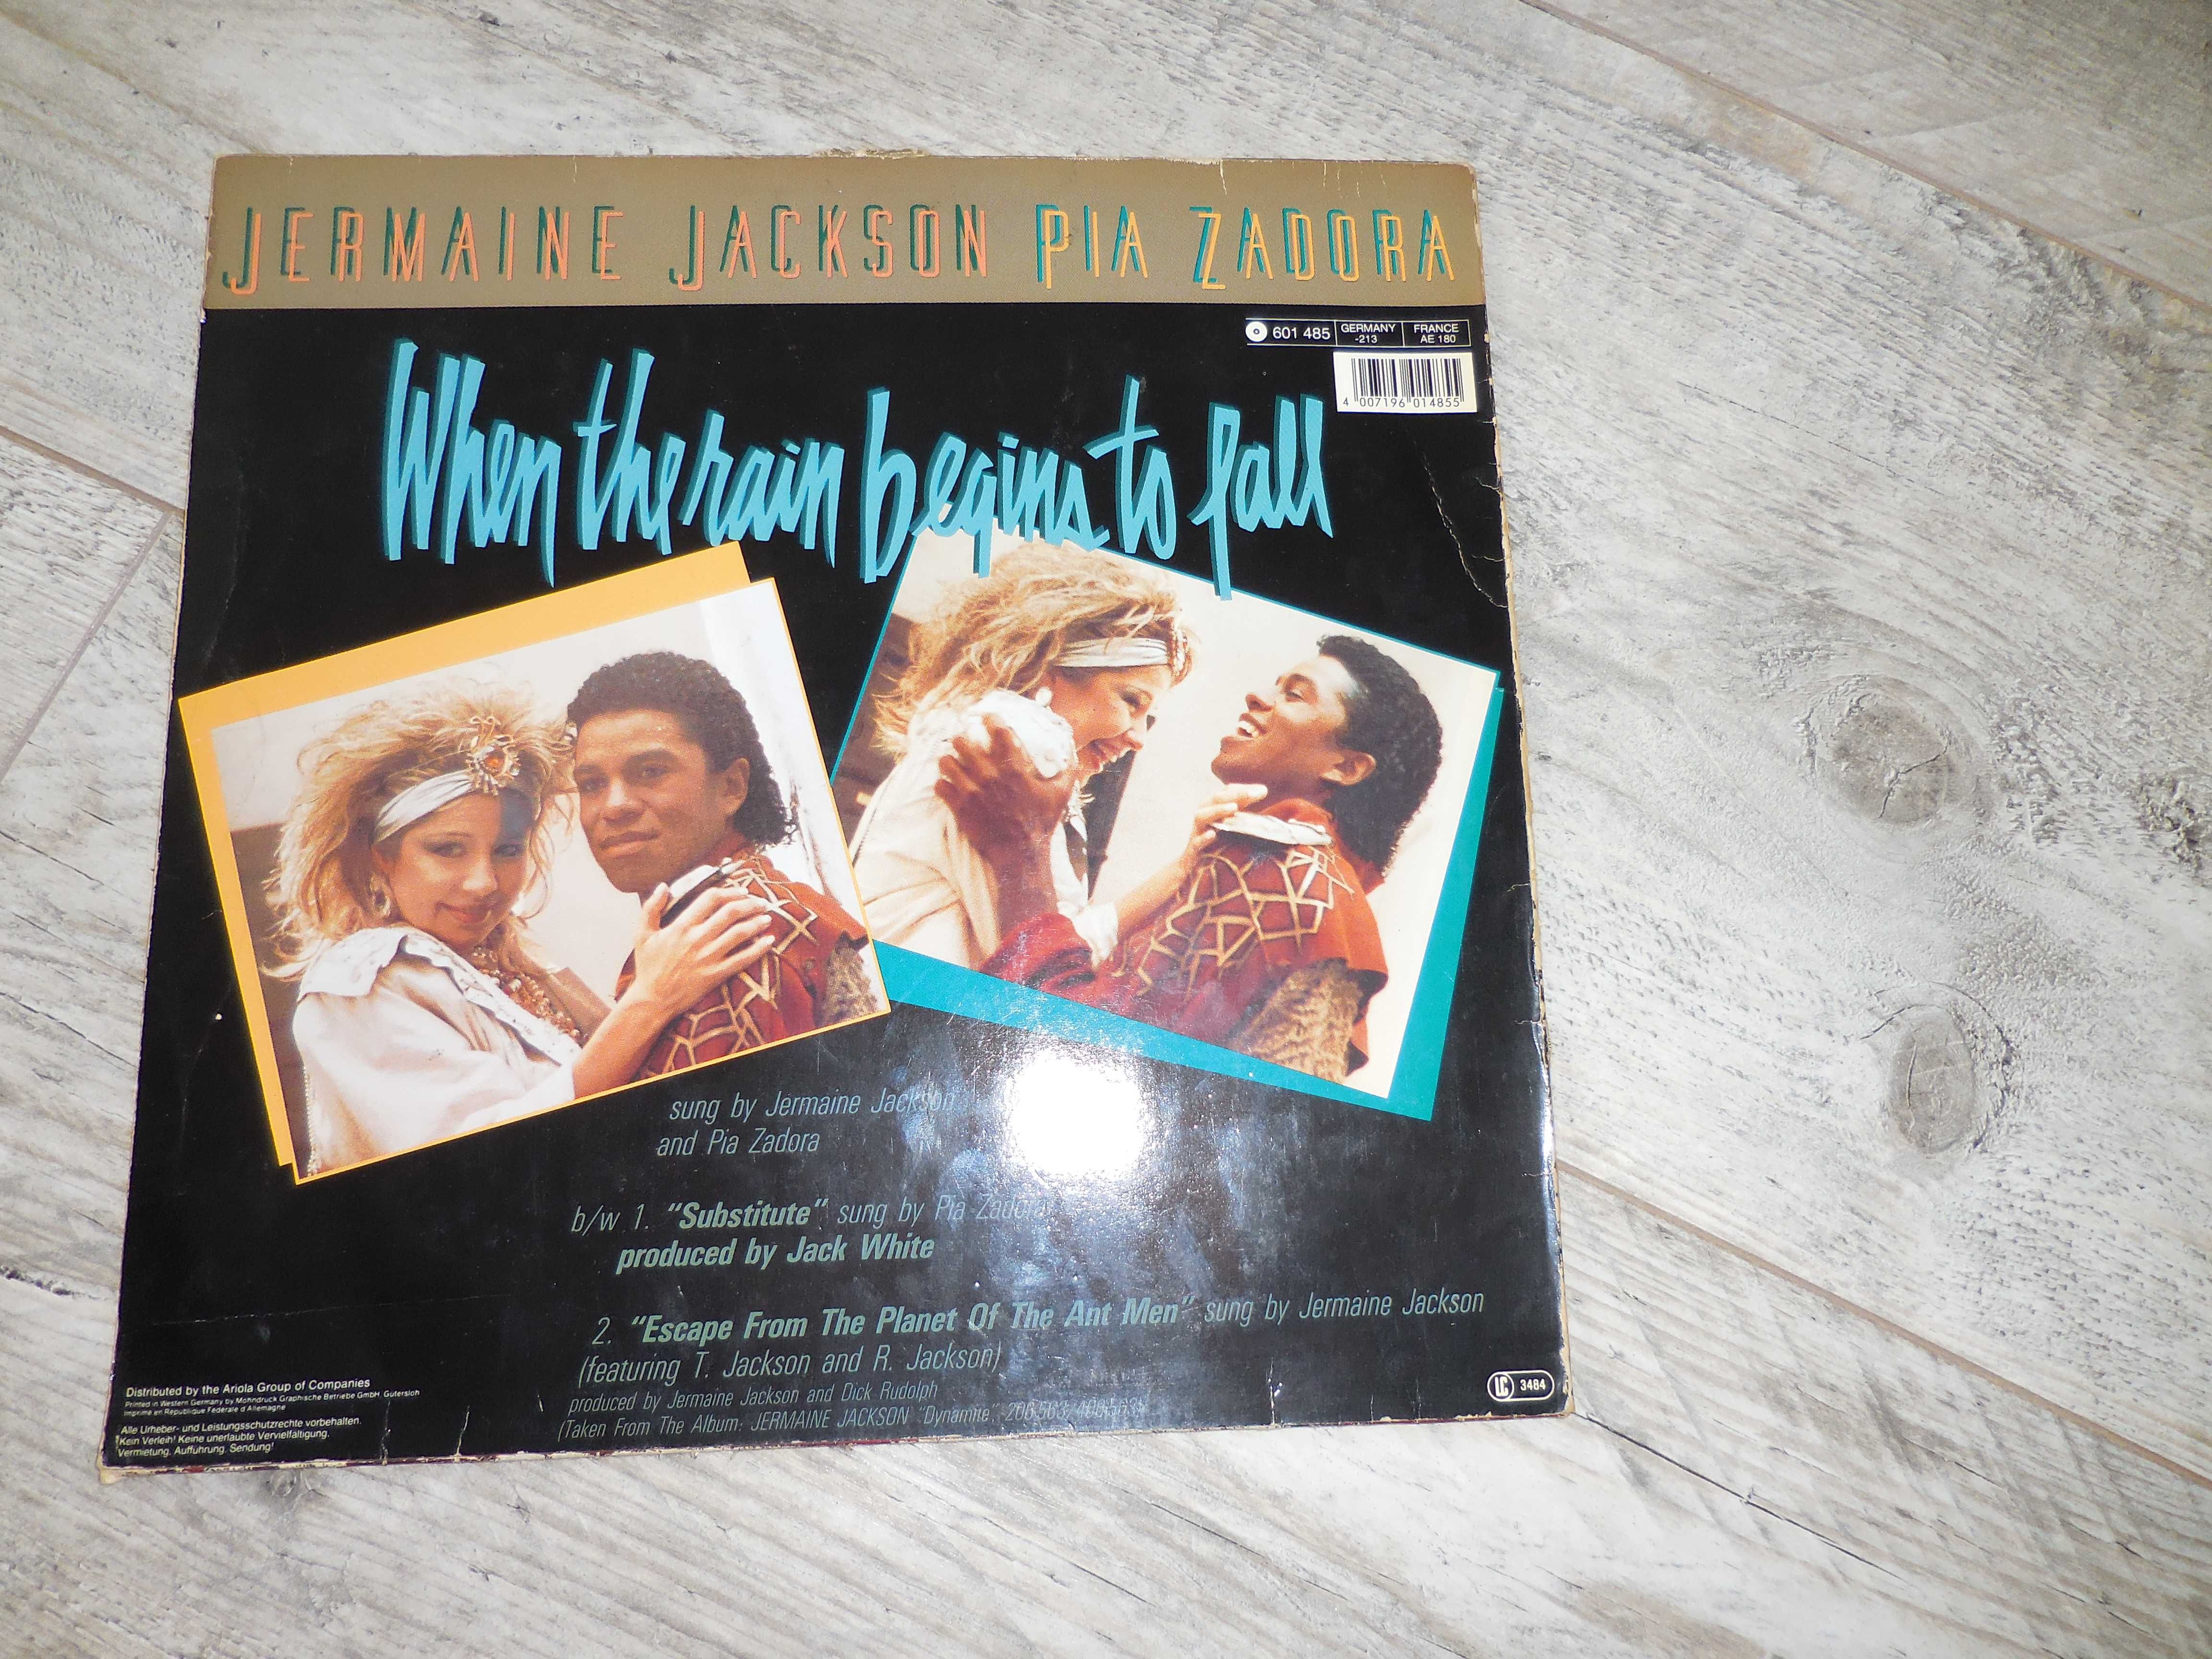 JERMAINE JACKSON PIA ZADORA
601 485 GERMANY -213 FRANCE AE 180
4 007196 014855
When the rain begins to fall
sung by Jermaine Jackson
and Pia Zadora
b/w 1. "Substitute" sung by Pia Zadora
produced by Jack White
2. "Escape From The Planet Of The Ant Men" sung by Jermaine Jackson
(featuring T. Jackson and R. Jackson)
produced by Jermaine Jackson and Dick Rudolph
(Taken From The Album: JERMAINE JACKSON "Dynamite"
Distributed by the Ariola Group of Companies
Printed in Western Germany by Mohndruck Graphische Betriebe GmbH, Gütersloh
Imprimé en République Fédérale d'Allemagne
Alle Urheber- und Leistungsschutzrechte vorbehalten.
Kein Verleih! Keine unerlaubte Vervielfältigung,
Vermietung, Aufführung, Sendung!
LC 3484